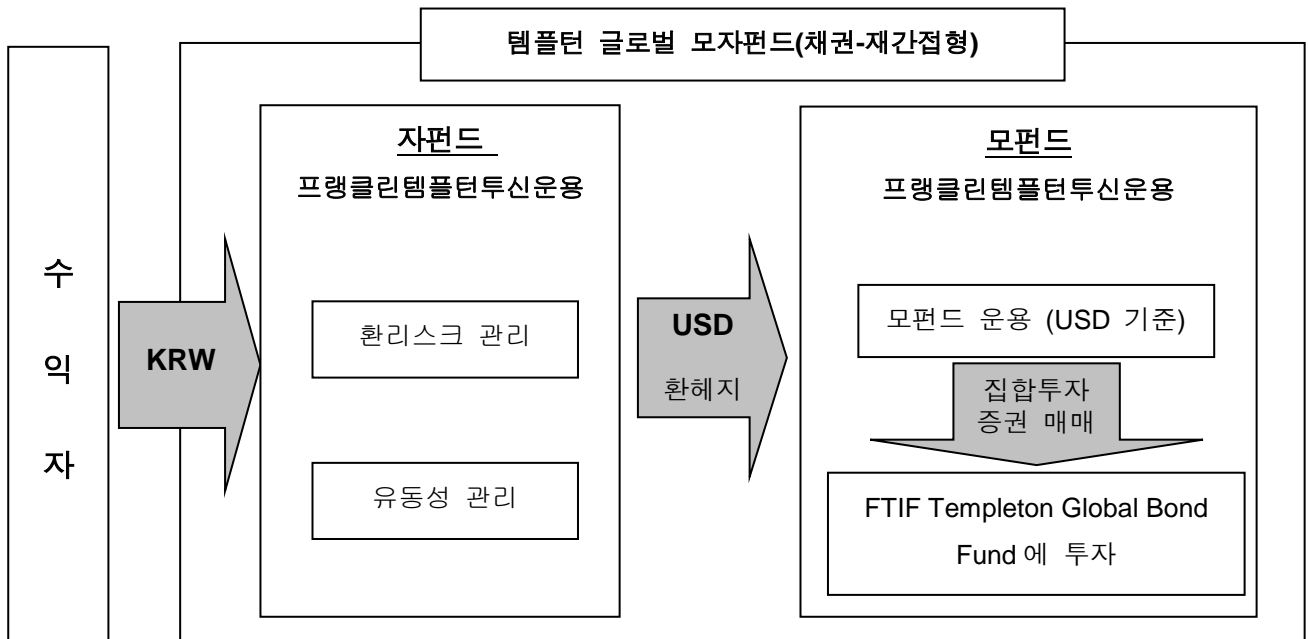 템플턴 글로벌 모자펀드(채권-재간접형)
수
익
자
KRW
자펀드
프랭클린템플턴투신운용
환리스크 관리
유동성 관리
USD
환헤지
모펀드
프랭클린템플턴투신운용
모펀드 운용 (USD 기준)
집합투자
증권 매매
FTIF Templeton Global Bond
Fund 에 투자